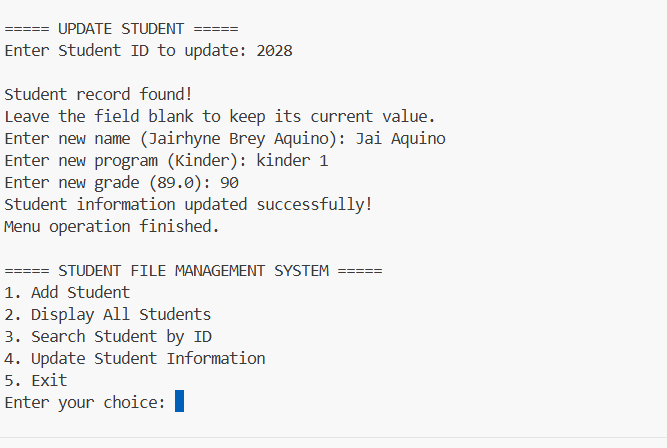 ===== UPDATE STUDENT =====
Enter Student ID to update: 2028
Student record found!
Leave the field blank to keep its current value.
Enter new name (Jairhyne Brey Aquino): Jai Aquino
Enter new program (Kinder): kinder 1
Enter new grade (89.0): 90
Student information updated successfully!
Menu operation finished.
===== STUDENT FILE MANAGEMENT SYSTEM =====
1. Add Student
2. Display All Students
3. Search Student by ID
4. Update Student Information
5. Exit
Enter your choice: